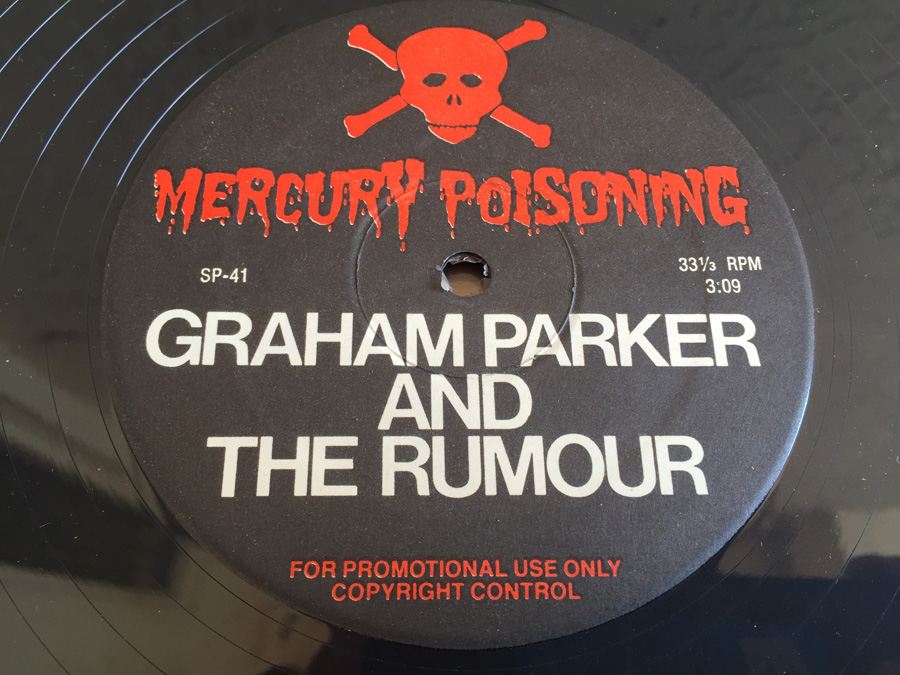 MERCURY POISONING
SP-41
33⅓ RPM
3:09
GRAHAM PARKER
AND
THE RUMOUR
FOR PROMOTIONAL USE ONLY
COPYRIGHT CONTROL